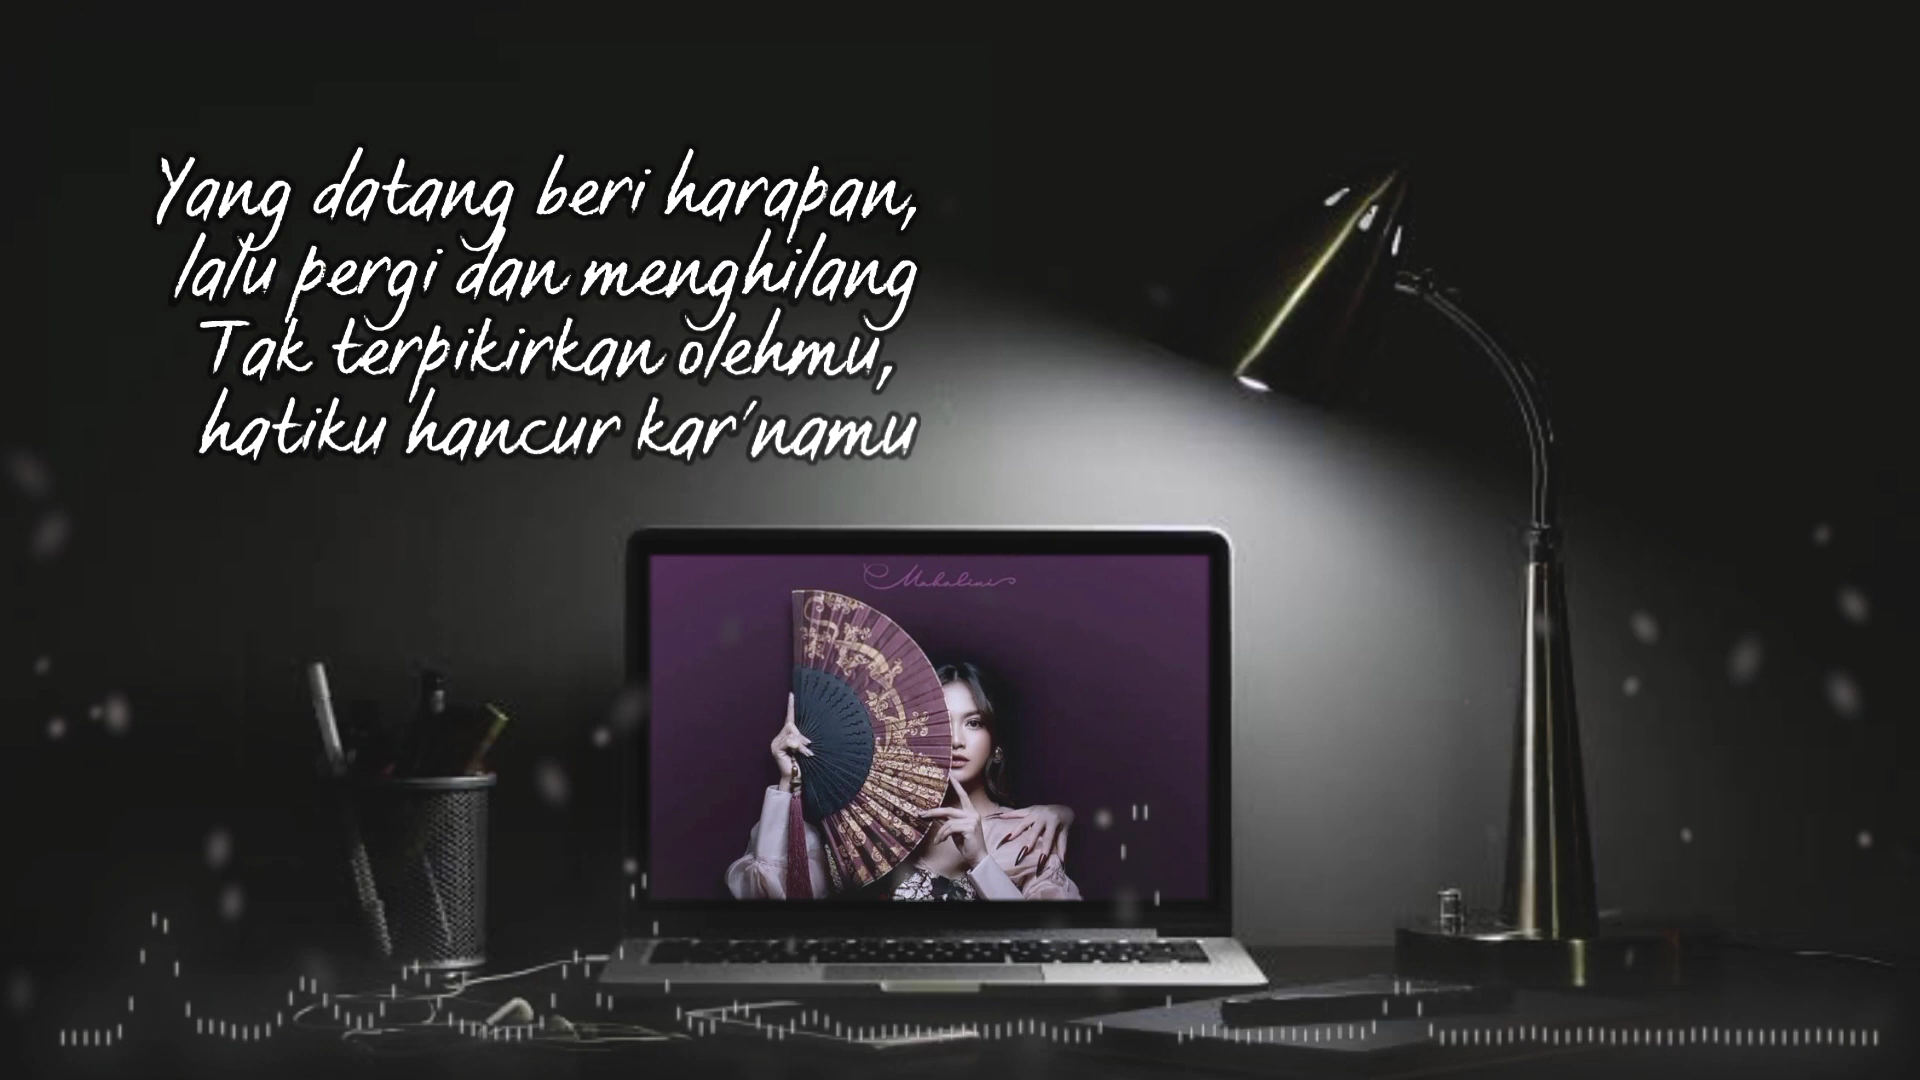 Yang datang beri harapan,
lalu pergi dan menghilang
Tak terpikirkan olehmu,
hatiku hancur kar'namu
Mahalini